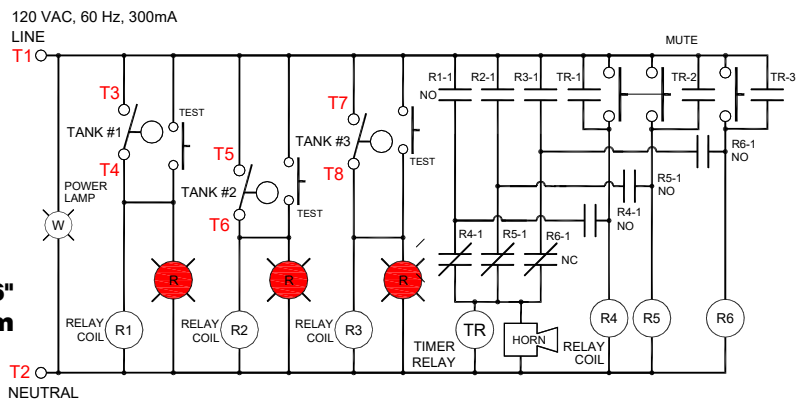 120 VAC, 60 Hz, 300mA
LINE
T1
MUTE
T3
TEST
TANK #1
T4
T5
TANK #2
TEST
T6
T7
TANK #3
TEST
T8
R1-1
NO
R2-1
R3-1
TR-1
TR-2
TR-3
R6-1
NO
R5-1
NO
R4-1
NO
R4-1
R5-1
R6-1
NC
POWER
LAMP
W
R
R
R
6"
m
RELAY
COIL
R1
RELAY
COIL
R2
RELAY
COIL
R3
TR
TIMER
RELAY
HORN
RELAY
COIL
R4
R5
R6
T2
NEUTRAL